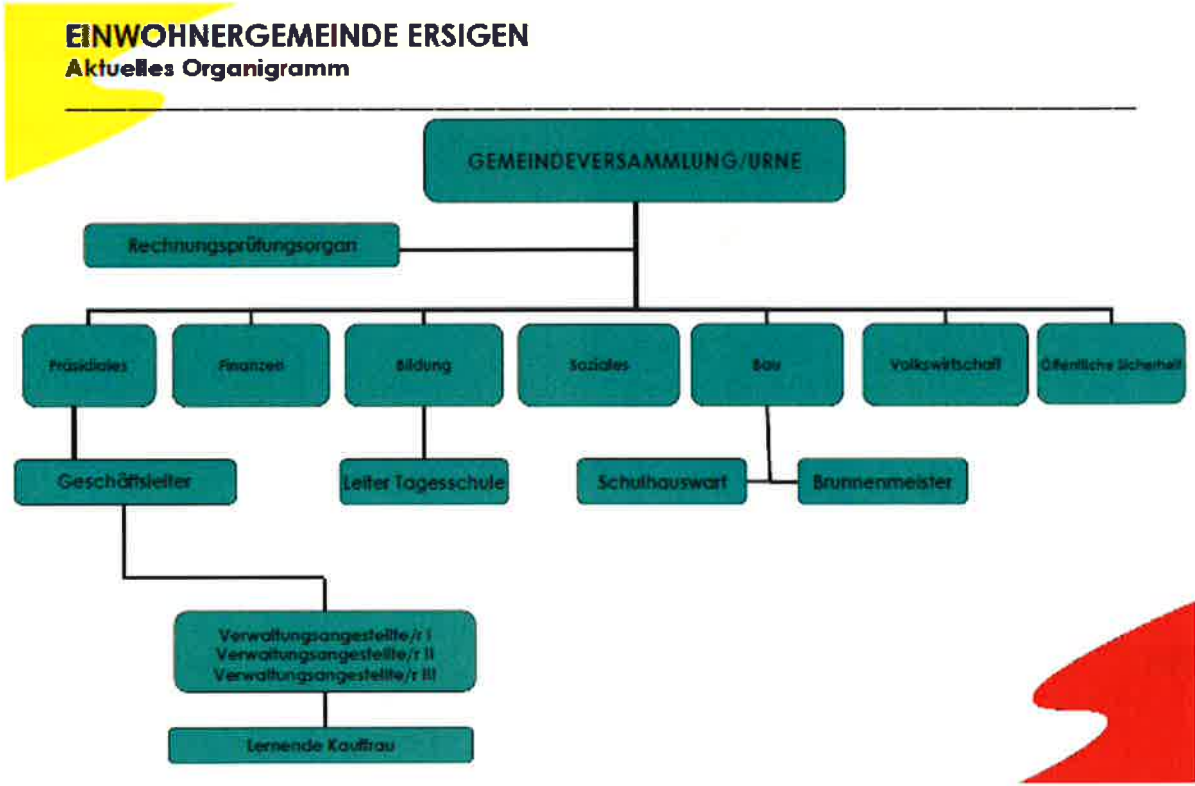 EINWOHNERGEMEINDE ERSIGEN
Aktuelles Organigramm
GEMEINDEVERSAMMLUNG/URNE
Rechnungsprüfungsorgan
Präsidiales
Finanzen
Bildung
Soziales
Bau
Volkswirtschaft
Öffentliche Sicherheit
Geschäftsleiter
Leiter Tagesschule
Schulhauswart
Brunnenmeister
Verwaltungsangestellte/r I
Verwaltungsangestellte/r II
Verwaltungsangestellte/r III
Lernende Kauffrau